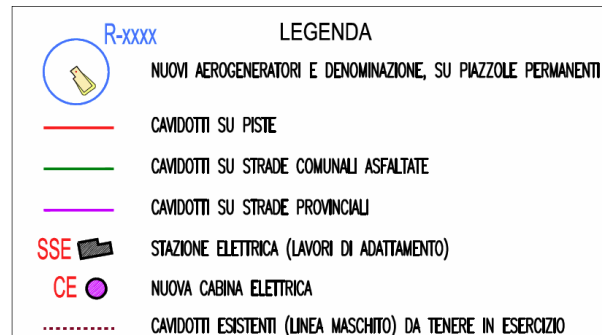 LEGENDA
R-xxxx
NUOVI AEROGENERATORI E DENOMINAZIONE, SU PIAZZOLE PERMANENTI
CAVIDOTTI SU PISTE
CAVIDOTTI SU STRADE COMUNALI ASFALTATE
CAVIDOTTI SU STRADE PROVINCIALI
SSE STAZIONE ELETTRICA (LAVORI DI ADATTAMENTO)
CE NUOVA CABINA ELETTRICA
CAVIDOTTI ESISTENTI (LINEA MASCHITO) DA TENERE IN ESERCIZIO